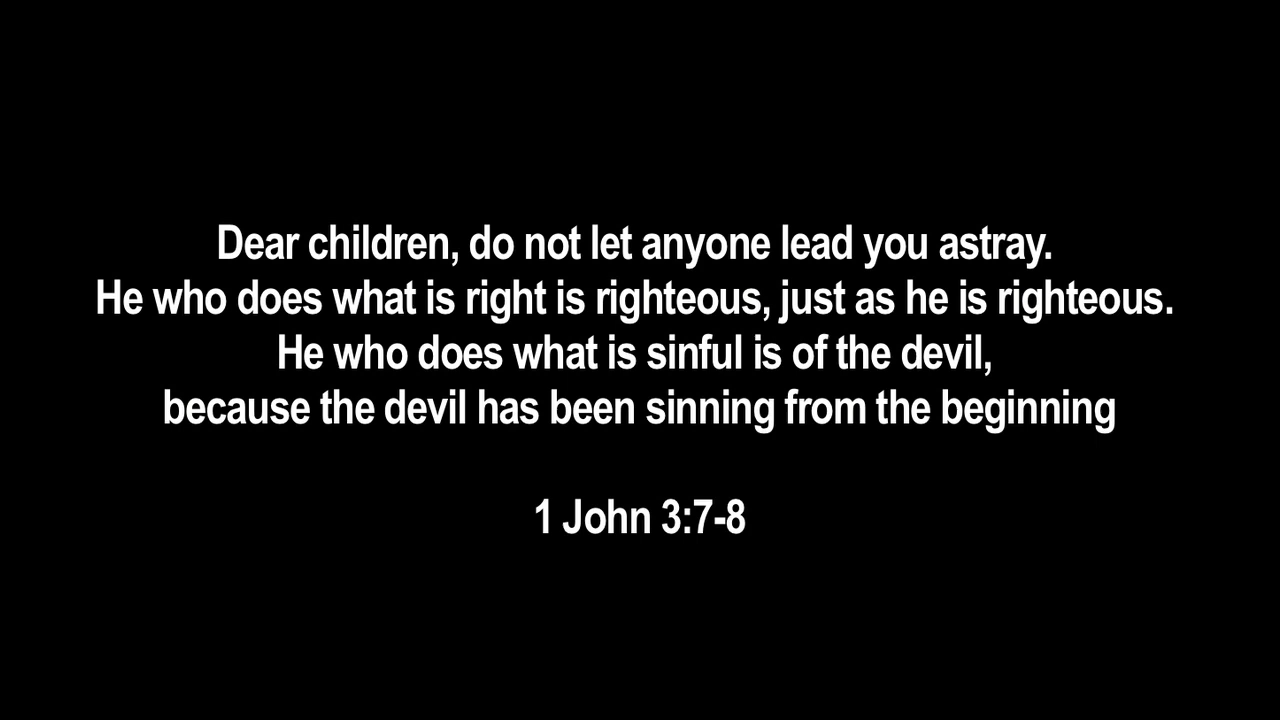 Dear children, do not let anyone lead you astray.
He who does what is right is righteous, just as he is righteous.
He who does what is sinful is of the devil,
because the devil has been sinning from the beginning
1 John 3:7-8